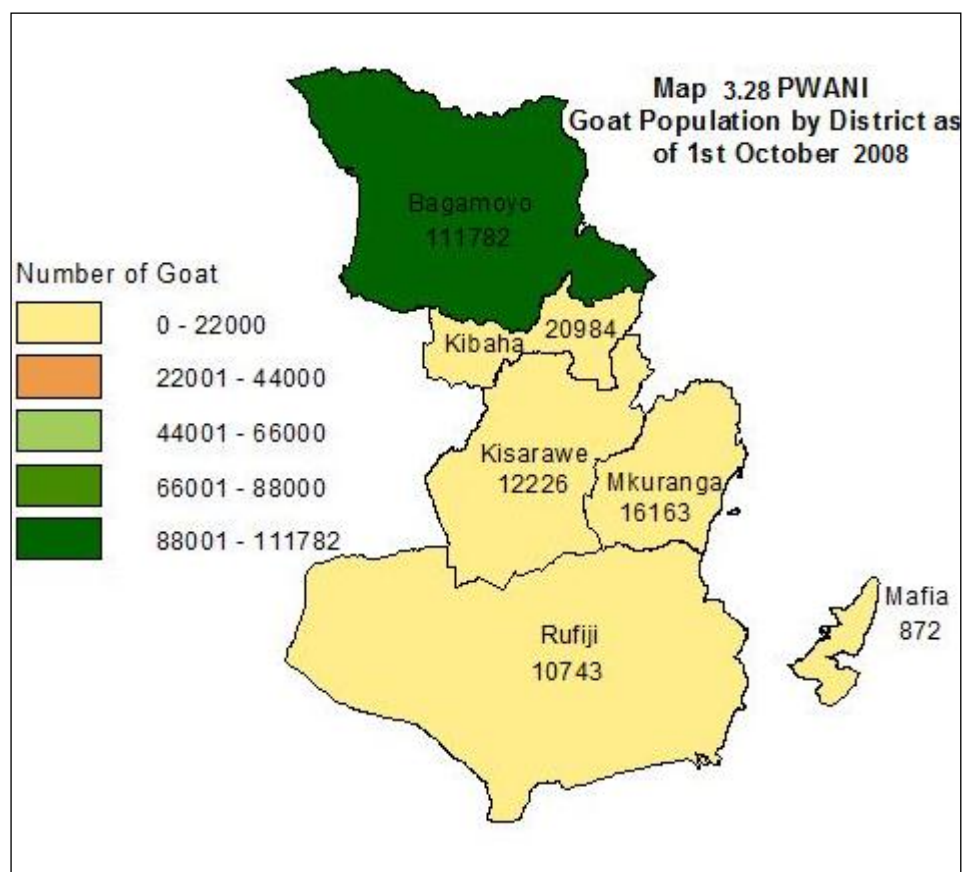 Map 3.28 PWANI
Goat Population by District as
of 1st October 2008
Bagamoyo
111782
Number of Goat
0 - 22000
22001 - 44000
44001 - 66000
66001 - 88000
88001 - 111782
Kibaha
20984
Kisarawe
12226
Mkuranga
16163
Rufiji
10743
Mafia
872